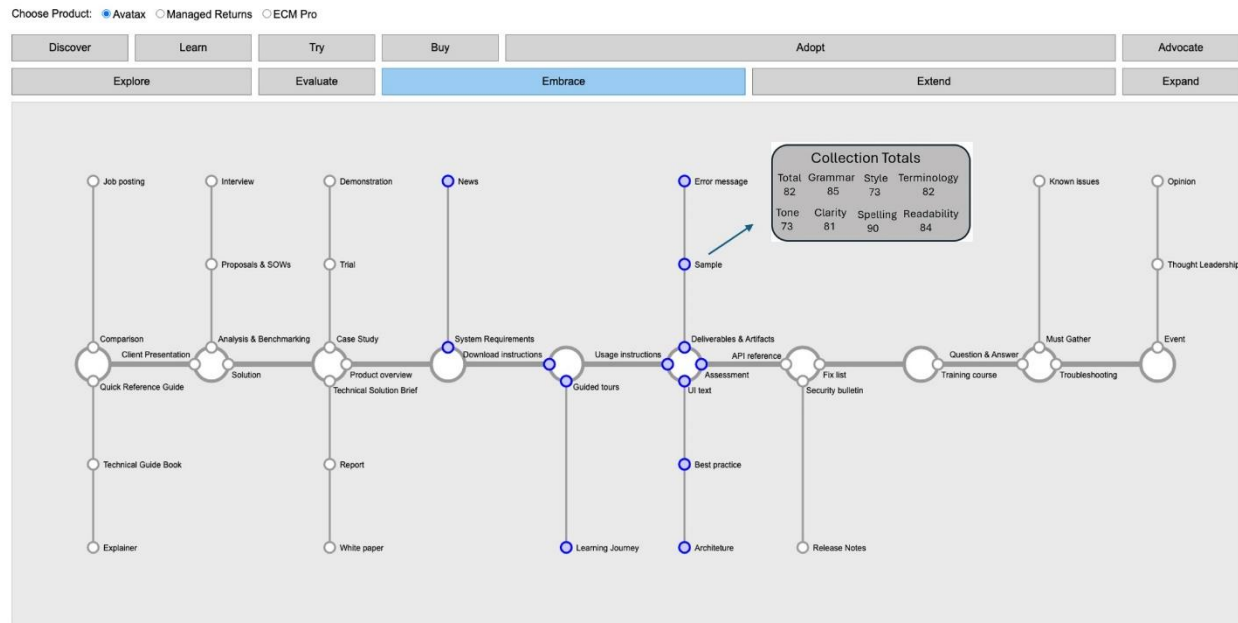 Choose Product: Avatax Managed Returns ECM Pro
Discover Learn Try Buy Adopt Advocate
Explore Evaluate Embrace Extend Expand
Collection Totals
Total Grammar Style Terminology
82 85 73 82
Tone Clarity Spelling Readability
73 81 90 84
Job posting Interview Demonstration News Error message Known issues Opinion
Proposals & SOWs Trial Sample Thought Leadership
Comparison Analysis & Benchmarking Case Study System Requirements Deliverables & Artifacts Must Gather Event
Client Presentation Download instructions Usage instructions API reference Question & Answer
Solution Product overview Assessment Fix list Training course Troubleshooting
Quick Reference Guide Technical Solution Brief Guided tours UI text Security bulletin
Technical Guide Book Report Best practice
Explainer White paper Learning Journey Architeture Release Notes